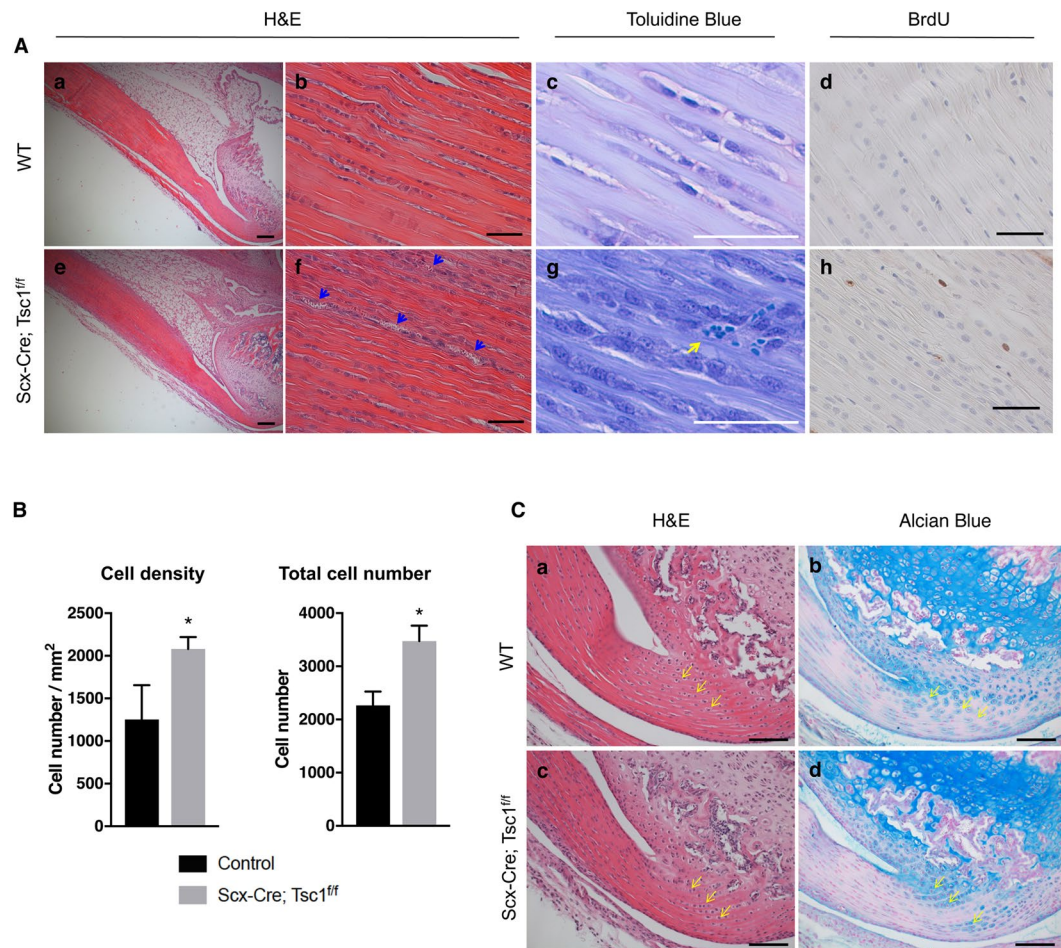 H&E
Toluidine Blue
BrdU
A
a
b
c
d
WT
e
f
g
h
Scx-Cre; Tsc1f/f
B
Cell density
Cell number / mm2
2500
2000
1500
1000
500
0
*
Total cell number
Cell number
4000
3000
2000
1000
0
*
Control
Scx-Cre; Tsc1f/f
C
H&E
Alcian Blue
a
b
WT
c
d
Scx-Cre; Tsc1f/f